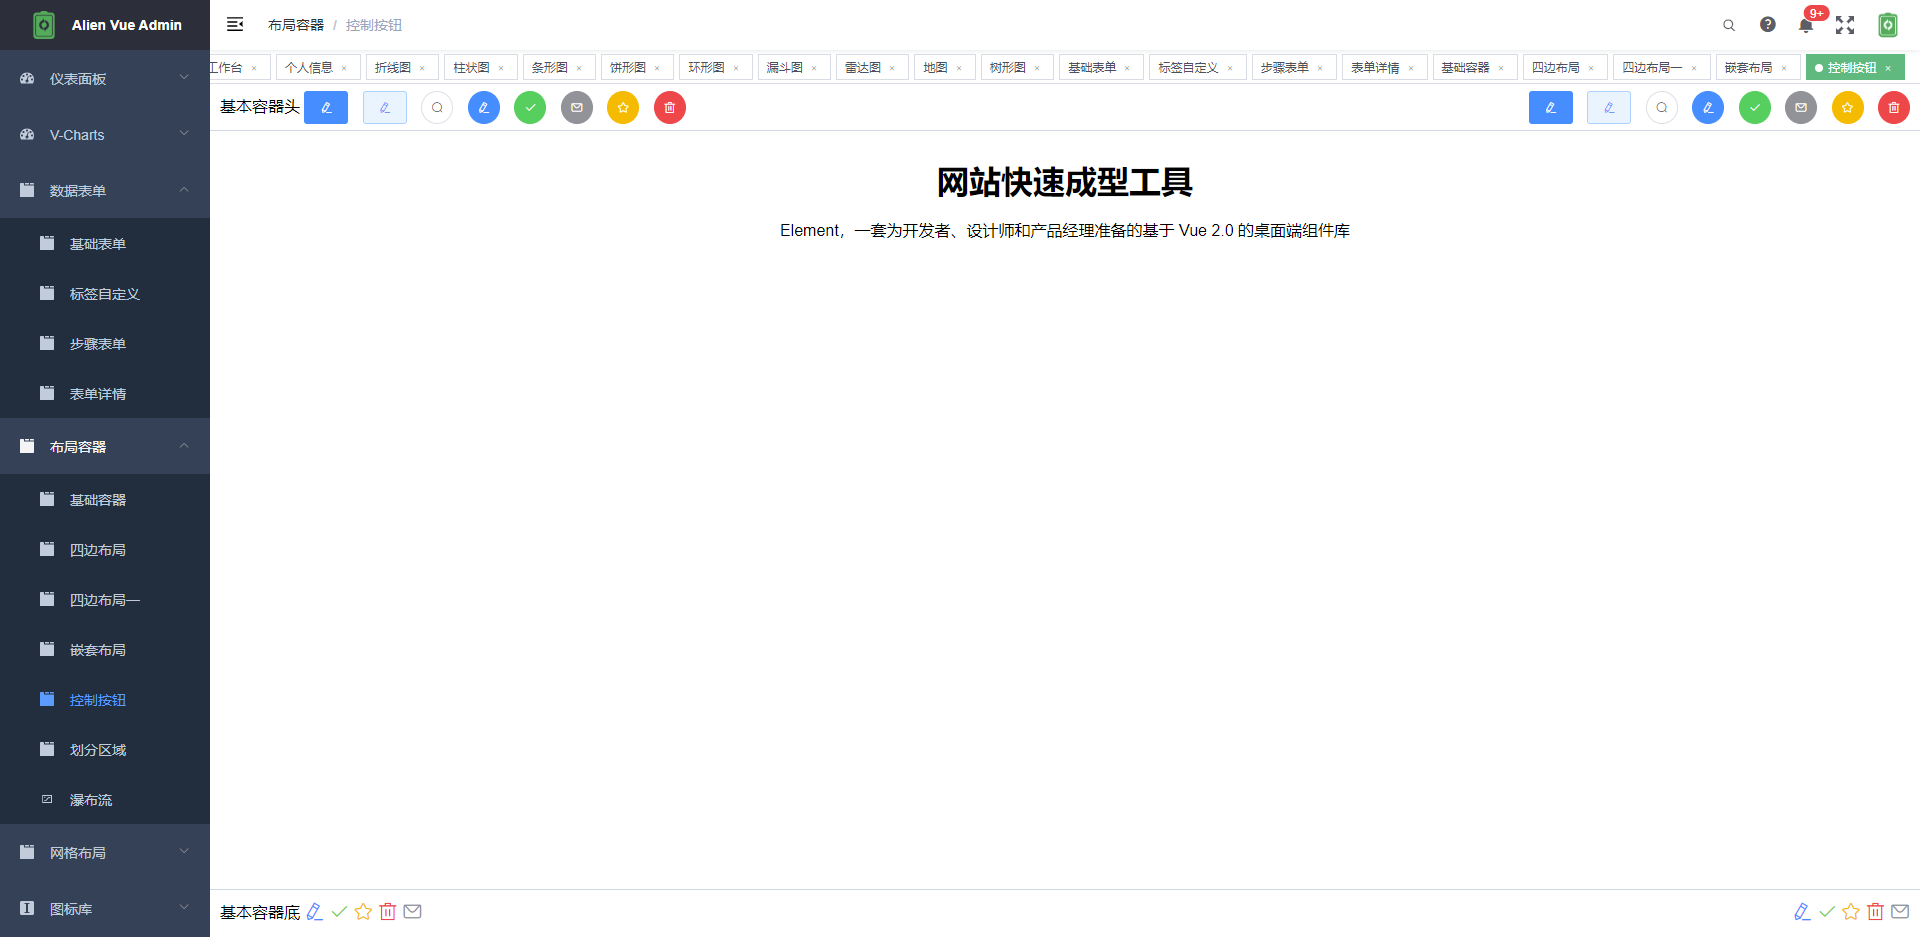 Alien Vue Admin
仪表面板
V-Charts
数据表单
基础表单
标签自定义
步骤表单
表单详情
布局容器
基础容器
四边布局
四边布局一
嵌套布局
控制按钮
划分区域
瀑布流
网格布局
图标库
布局容器 / 控制按钮
9+
工作台 × 个人信息 × 折线图 × 柱状图 × 条形图 × 饼形图 × 环形图 × 漏斗图 × 雷达图 × 地图 × 树形图 × 基础表单 × 标签自定义 × 步骤表单 × 表单详情 × 基础容器 × 四边布局 × 四边布局一 × 嵌套布局 × 控制按钮 ×
基本容器头
网站快速成型工具
Element，一套为开发者、设计师和产品经理准备的基于 Vue 2.0 的桌面端组件库
基本容器底